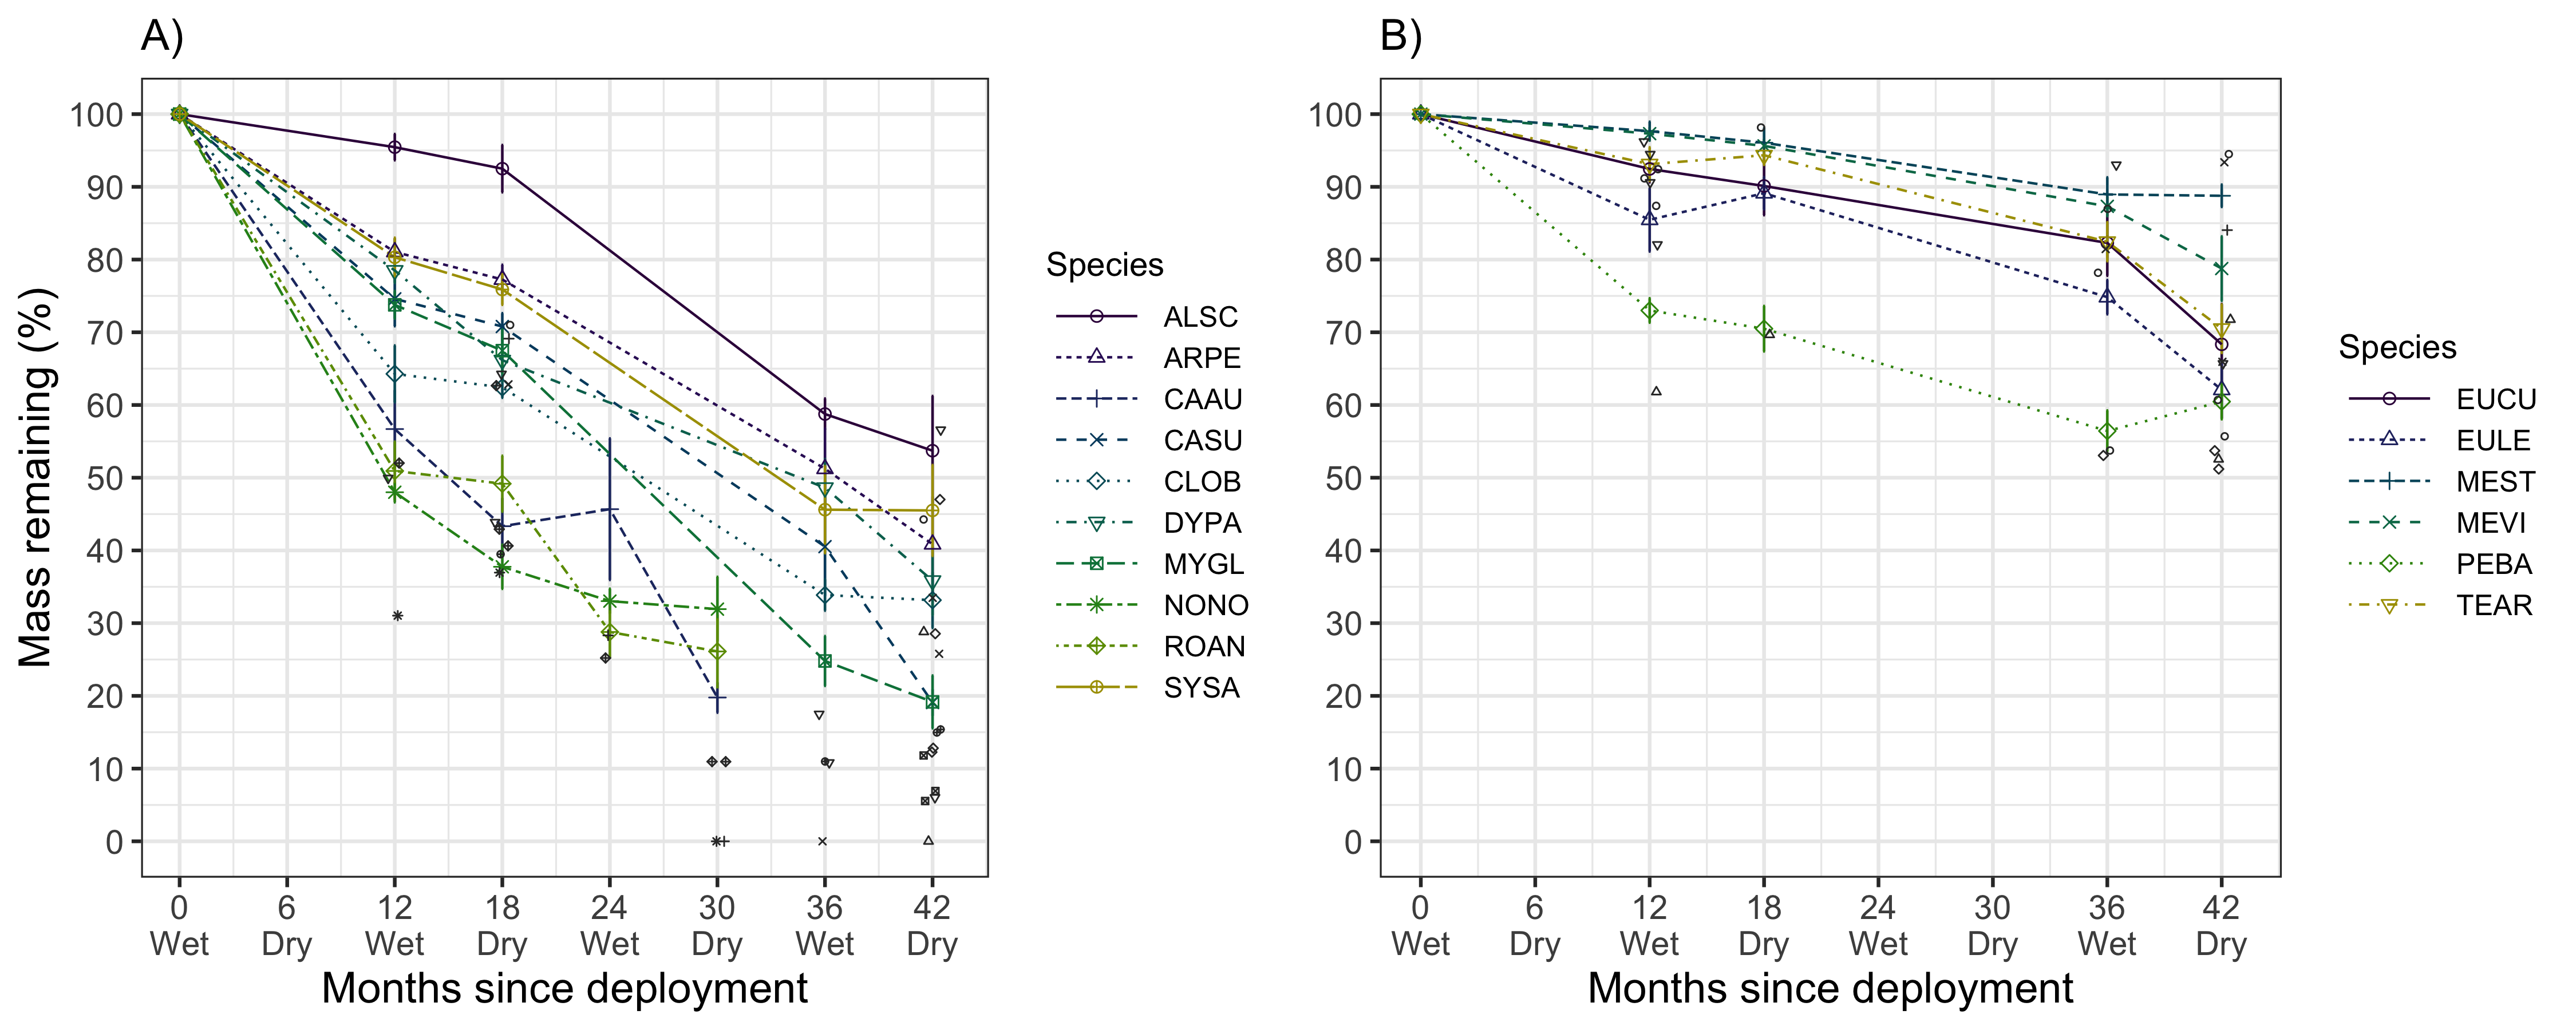 A)
Mass remaining (%)
100
90
80
70
60
50
40
30
20
10
0
0 6 12 18 24 30 36 42
Wet Dry Wet Dry Wet Dry Wet Dry
Months since deployment
Species
ALSC
ARPE
CAAU
CASU
CLOB
DYPA
MYGL
NONO
ROAN
SYSA
B)
100
90
80
70
60
50
40
30
20
10
0
0 6 12 18 24 30 36 42
Wet Dry Wet Dry Wet Dry Wet Dry
Months since deployment
Species
EUCU
EULE
MEST
MEVI
PEBA
TEAR